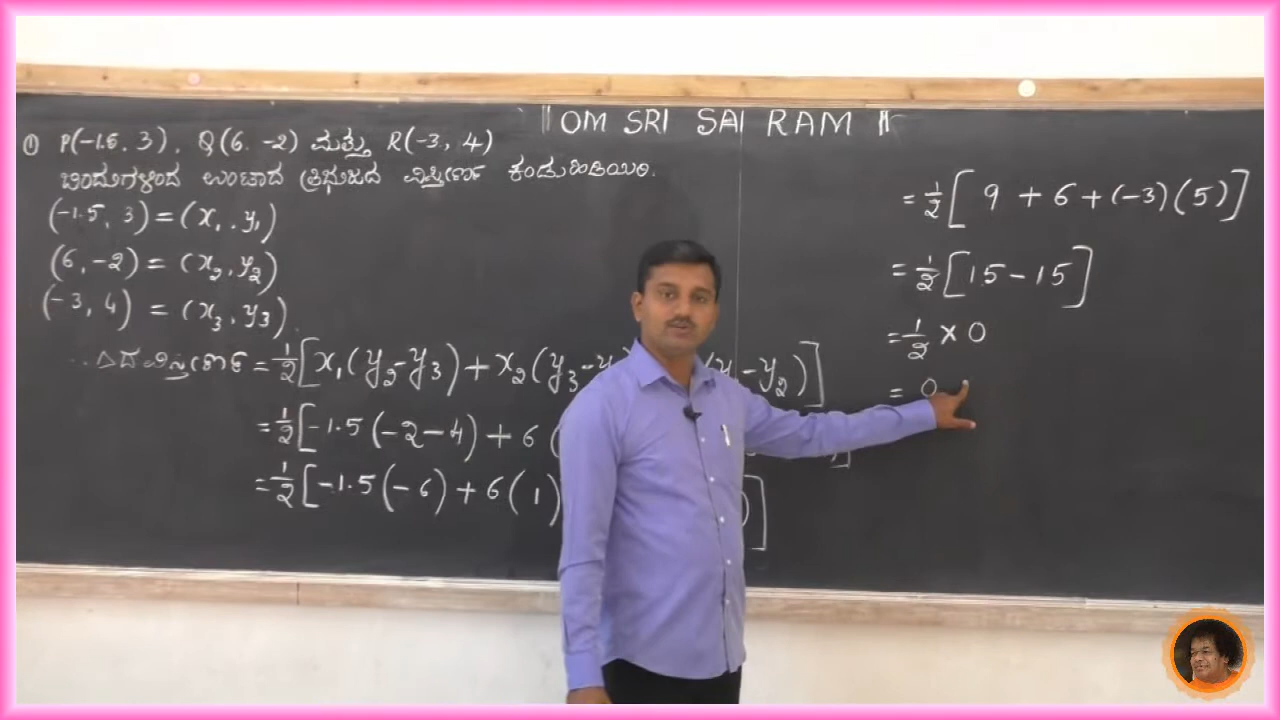 || OM SRI SAI RAM ||
① P(-1.5, 3), Q(6, -2) ಮತ್ತು R(-3, 4)
ಬಿಂದುಗಳಿಂದ ಉಂಟಾದ ತ್ರಿಭುಜದ ವಿಸ್ತೀರ್ಣ ಕಂಡುಹಿಡಿಯಿರಿ.
(-1.5, 3) = (x₁, y₁)
(6, -2) = (x₂, y₂)
(-3, 4) = (x₃, y₃).
= 1/2 [x₁(y₂-y₃) + x₂(y₃-y - y₂)]
= 1/2 [-1.5(-2-4) + 6( ]
= 1/2 [-1.5(-6) + 6(1) )]
= 1/2 [9 + 6 + (-3)(5)]
= 1/2 [15 - 15]
= 1/2 × 0
= 0